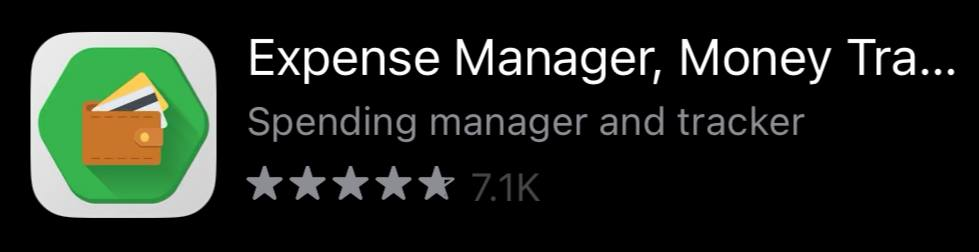 Expense Manager, Money Tra...
Spending manager and tracker
7.1K